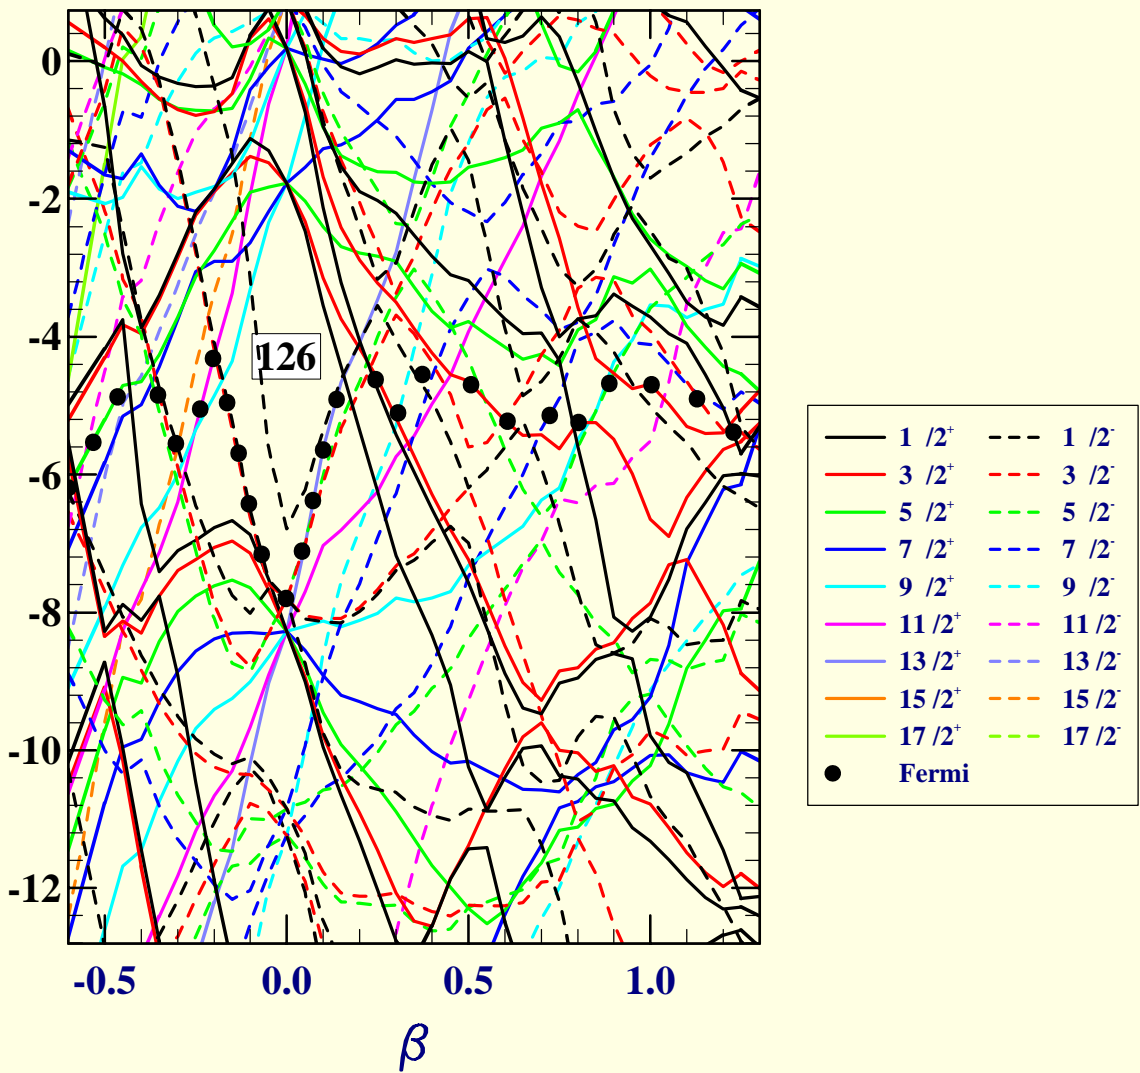 0
-2
-4
126
-6
-8
-10
-12
-0.5 0.0 0.5 1.0
β
1 /2⁺ 1 /2⁻
3 /2⁺ 3 /2⁻
5 /2⁺ 5 /2⁻
7 /2⁺ 7 /2⁻
9 /2⁺ 9 /2⁻
11 /2⁺ 11 /2⁻
13 /2⁺ 13 /2⁻
15 /2⁺ 15 /2⁻
17 /2⁺ 17 /2⁻
Fermi